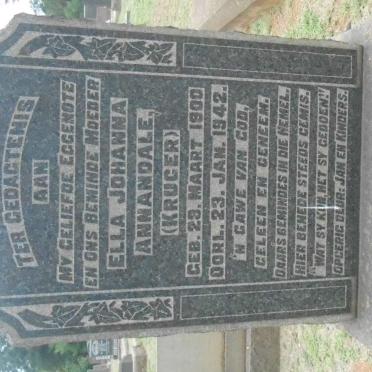 TER GEDAGTENIS
AAN
MY GELIEFDE EGGENOTE
EN ONS BEMINDE MOEDER
ELLA JOHANNA
ANNANDALE,
(KRUGER)
GEB. 23. MAART 1900
OORL. 23. JAN. 1942.
'N GAWE VAN GOD,
GELEEN EN GENEEM,
DAAR'S BEMINDES IN DIE HEMEL,
HIER BENEDE STEEDS GEMIS.
"WAT SY KON HET SY GEDOEN."
OPGERIG DEUR: JAN EN KINDERS.